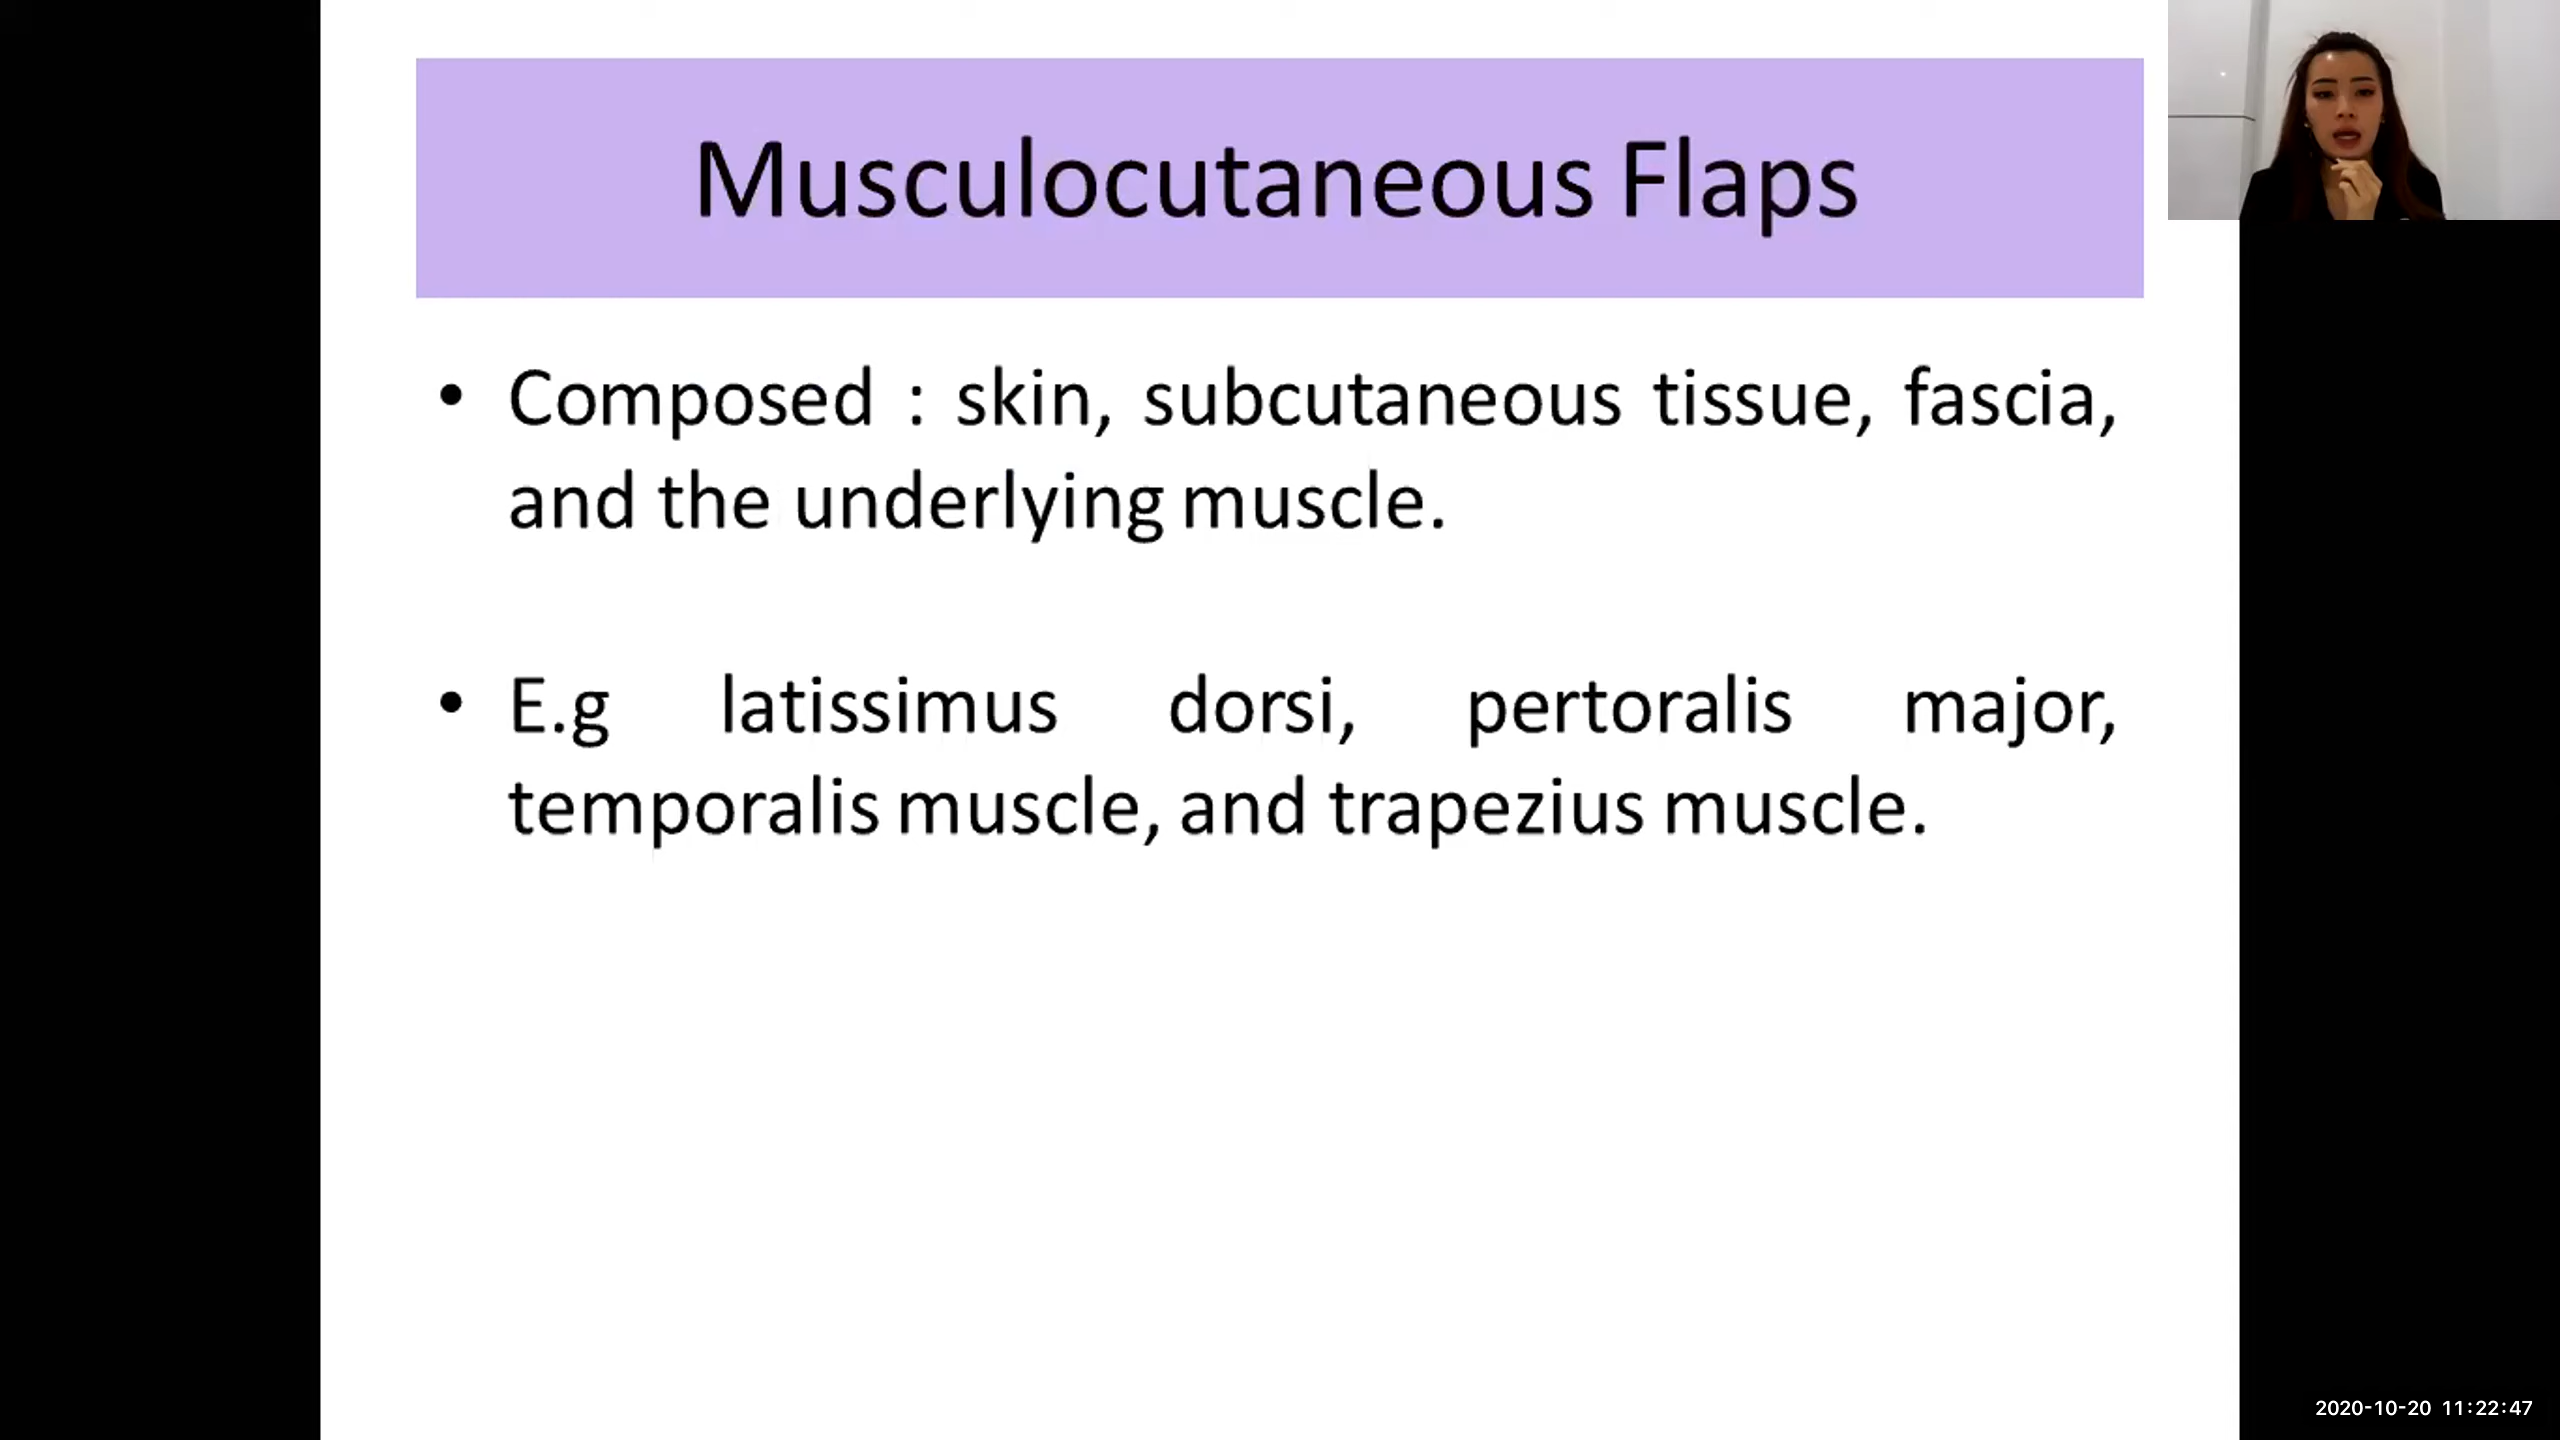 Musculocutaneous Flaps
• Composed : skin, subcutaneous tissue, fascia,
and the underlying muscle.
• E.g latissimus dorsi, pertoralis major,
temporalis muscle, and trapezius muscle.
2020-10-20 11:22:47